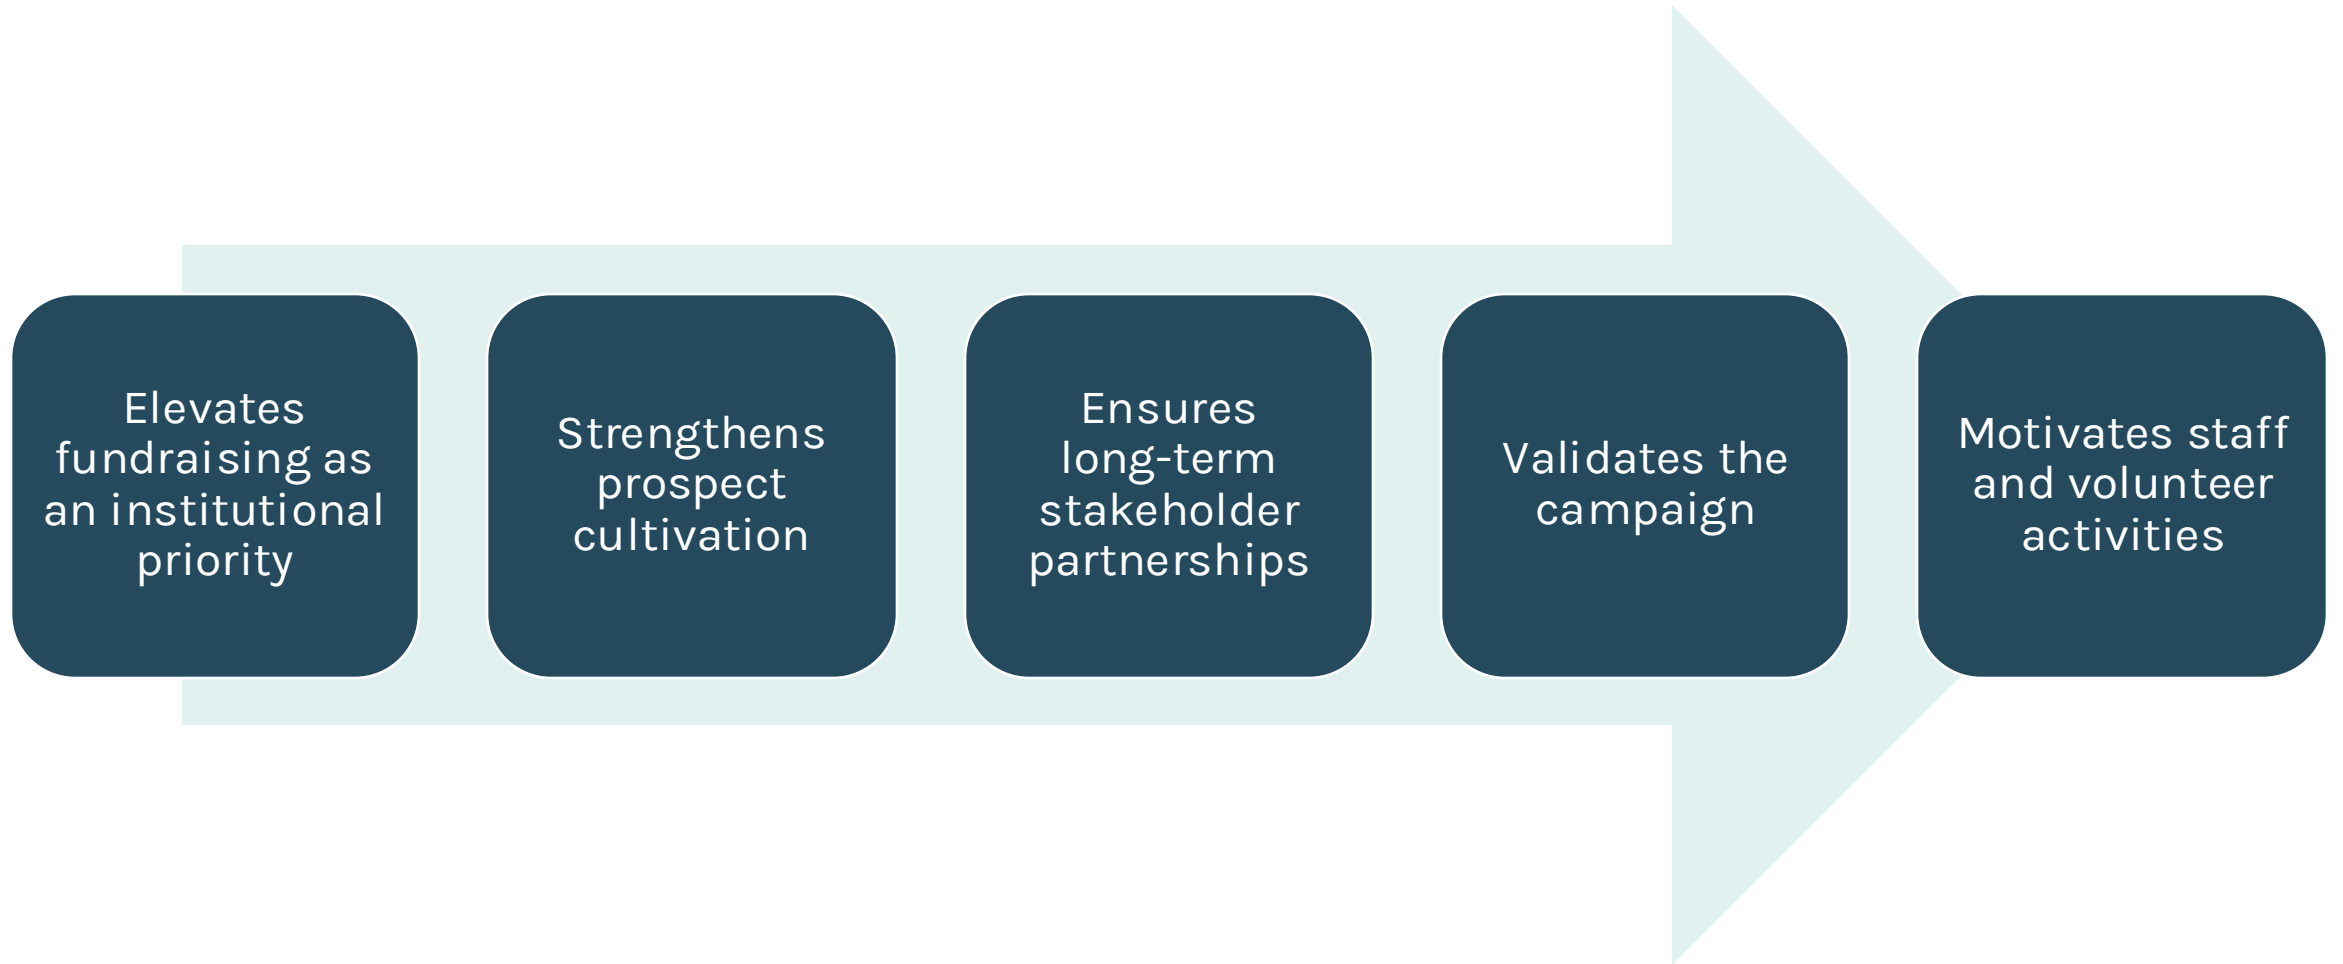 Elevates
fundraising as
an institutional
priority
Strengthens
prospect
cultivation
Ensures
long-term
stakeholder
partnerships
Validates the
campaign
Motivates staff
and volunteer
activities